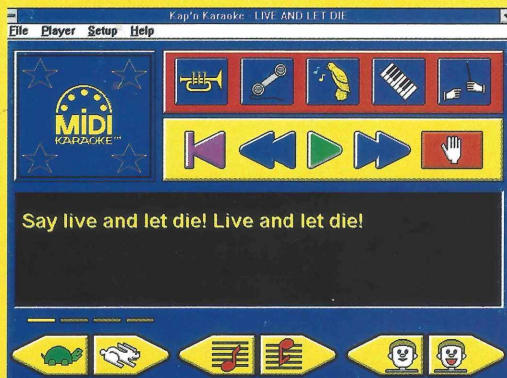 Kap'n Karaoke - LIVE AND LET DIE
File Player Setup Help
MIDI
KARAOKE™
Say live and let die! Live and let die!